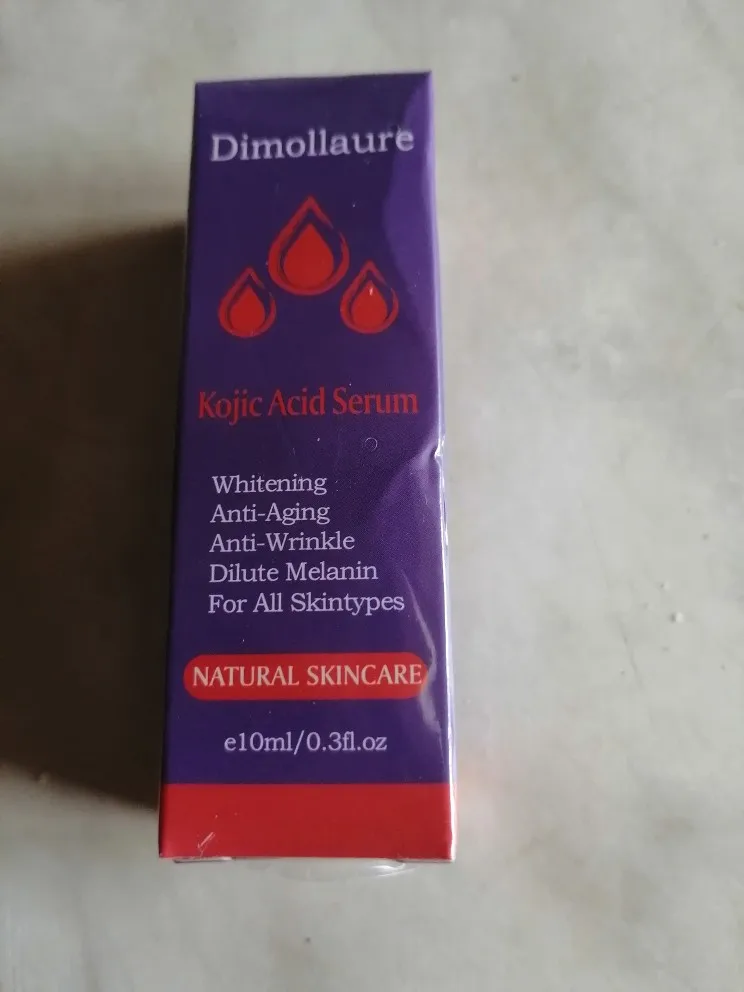 Dimollaure
Kojic Acid Serum
Whitening
Anti-Aging
Anti-Wrinkle
Dilute Melanin
For All Skintypes
NATURAL SKINCARE
e10ml/0.3fl.oz